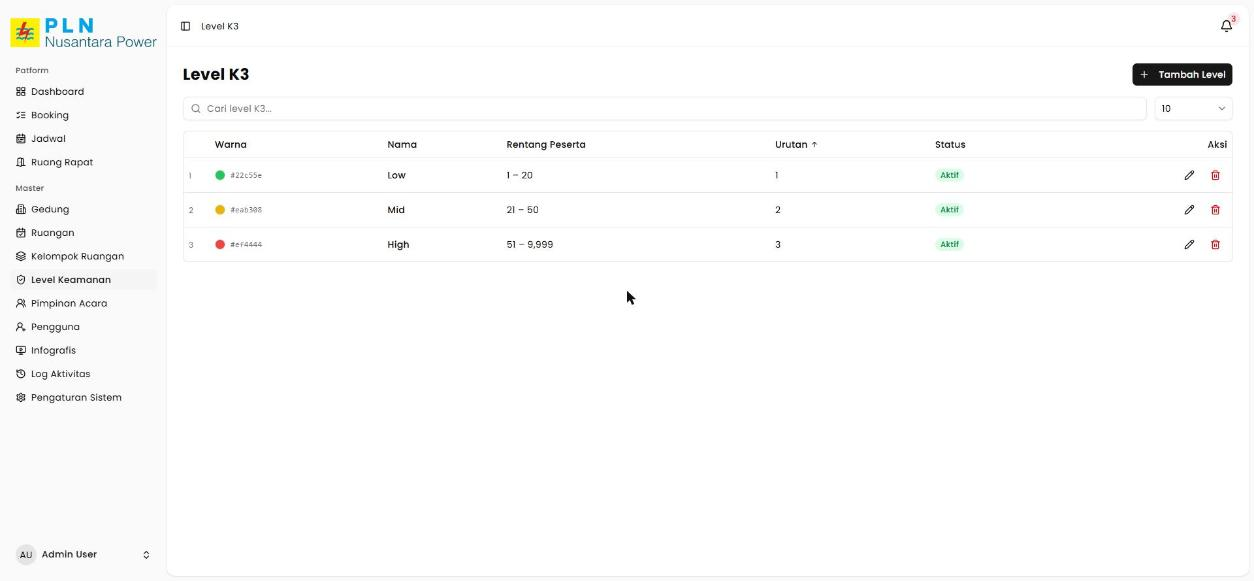 PLN
Nusantara Power
Level K3
3
Patform
Dashboard
Booking
Jadwal
Ruang Rapat
Master
Gedung
Ruangan
Kelompok Ruangan
Level Keamanan
Pimpinan Acara
Pengguna
Infografis
Log Aktivitas
Pengaturan Sistem
AU Admin User
Level K3
+ Tambah Level
Cari level K3...
10
Warna Nama Rentang Peserta Urutan ↑ Status Aksi
1 #22c55e Low 1 – 20 1 Aktif
2 #eab308 Mid 21 – 50 2 Aktif
3 #ef4444 High 51 – 9,999 3 Aktif